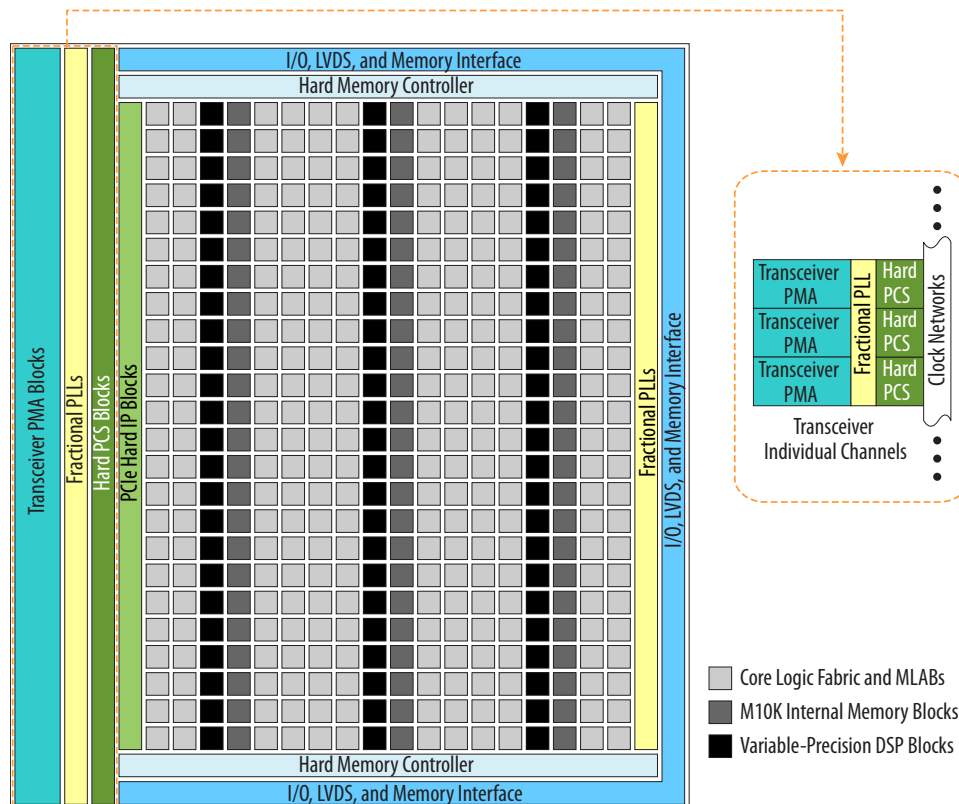 I/O, LVDS, and Memory Interface
Hard Memory Controller
Transceiver PMA Blocks
Fractional PLLs
Hard PCS Blocks
PCIe Hard IP Blocks
Fractional PLLs
I/O, LVDS, and Memory Interface
Hard Memory Controller
I/O, LVDS, and Memory Interface
Transceiver
PMA
Transceiver
PMA
Transceiver
PMA
Fractional PLL
Hard
PCS
Hard
PCS
Hard
PCS
Clock Networks
Transceiver
Individual Channels
Core Logic Fabric and MLABs
M10K Internal Memory Blocks
Variable-Precision DSP Blocks